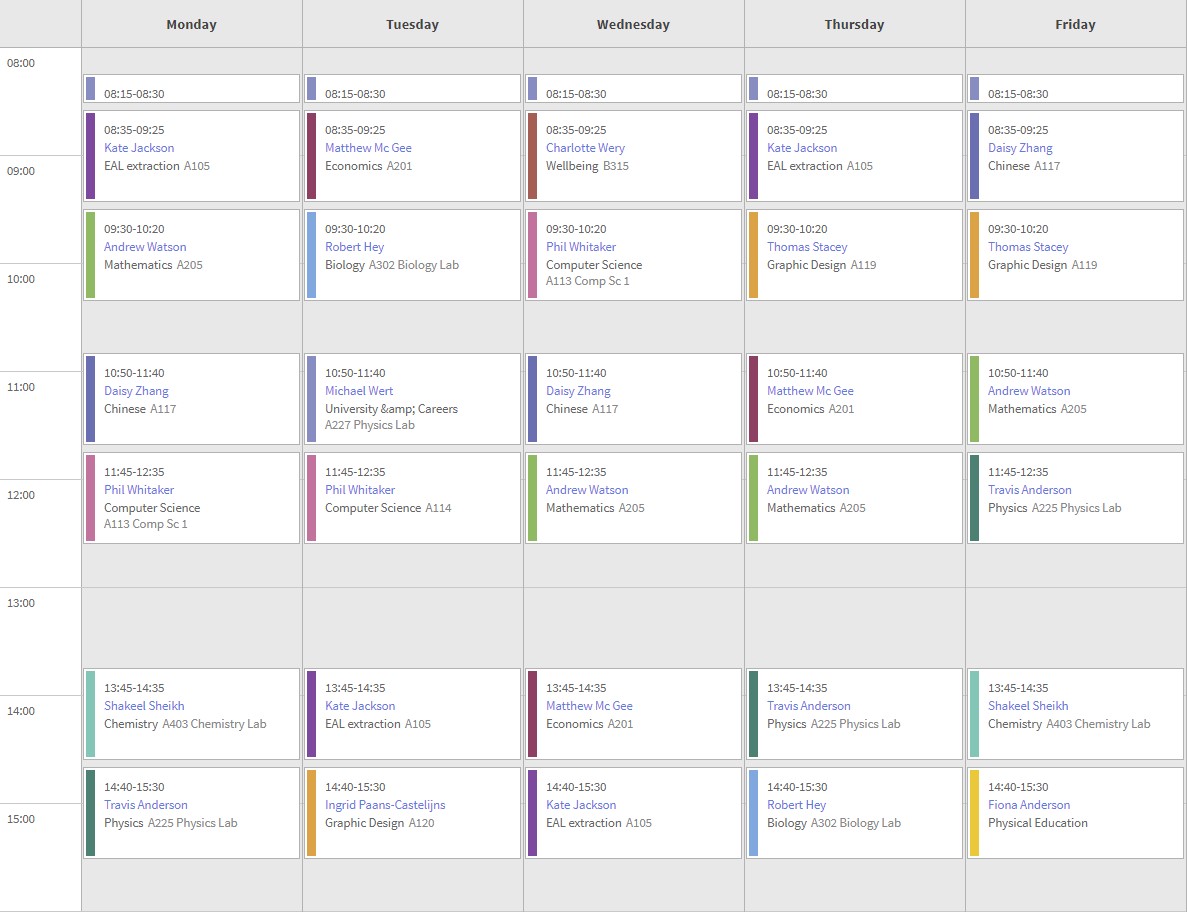 Monday Tuesday Wednesday Thursday Friday
08:00
08:15-08:30 08:15-08:30 08:15-08:30 08:15-08:30 08:15-08:30
08:35-09:25 08:35-09:25 08:35-09:25 08:35-09:25 08:35-09:25
Kate Jackson Matthew Mc Gee Charlotte Wery Kate Jackson Daisy Zhang
EAL extraction A105 Economics A201 Wellbeing B315 EAL extraction A105 Chinese A117
09:00
09:30-10:20 09:30-10:20 09:30-10:20 09:30-10:20 09:30-10:20
Andrew Watson Robert Hey Phil Whitaker Thomas Stacey Thomas Stacey
Mathematics A205 Biology A302 Biology Lab Computer Science Graphic Design A119 Graphic Design A119
10:00 A113 Comp Sc 1
10:50-11:40 10:50-11:40 10:50-11:40 10:50-11:40 10:50-11:40
11:00 Daisy Zhang Michael Wert Daisy Zhang Matthew Mc Gee Andrew Watson
Chinese A117 University &amp; Careers Chinese A117 Economics A201 Mathematics A205
A227 Physics Lab
11:45-12:35 11:45-12:35 11:45-12:35 11:45-12:35 11:45-12:35
12:00 Phil Whitaker Phil Whitaker Andrew Watson Andrew Watson Travis Anderson
Computer Science Computer Science A114 Mathematics A205 Mathematics A205 Physics A225 Physics Lab
A113 Comp Sc 1
13:00
13:45-14:35 13:45-14:35 13:45-14:35 13:45-14:35 13:45-14:35
14:00 Shakeel Sheikh Kate Jackson Matthew Mc Gee Travis Anderson Shakeel Sheikh
Chemistry A403 Chemistry Lab EAL extraction A105 Economics A201 Physics A225 Physics Lab Chemistry A403 Chemistry Lab
14:40-15:30 14:40-15:30 14:40-15:30 14:40-15:30 14:40-15:30
Travis Anderson Ingrid Paans-Castelijns Kate Jackson Robert Hey Fiona Anderson
15:00 Physics A225 Physics Lab Graphic Design A120 EAL extraction A105 Biology A302 Biology Lab Physical Education